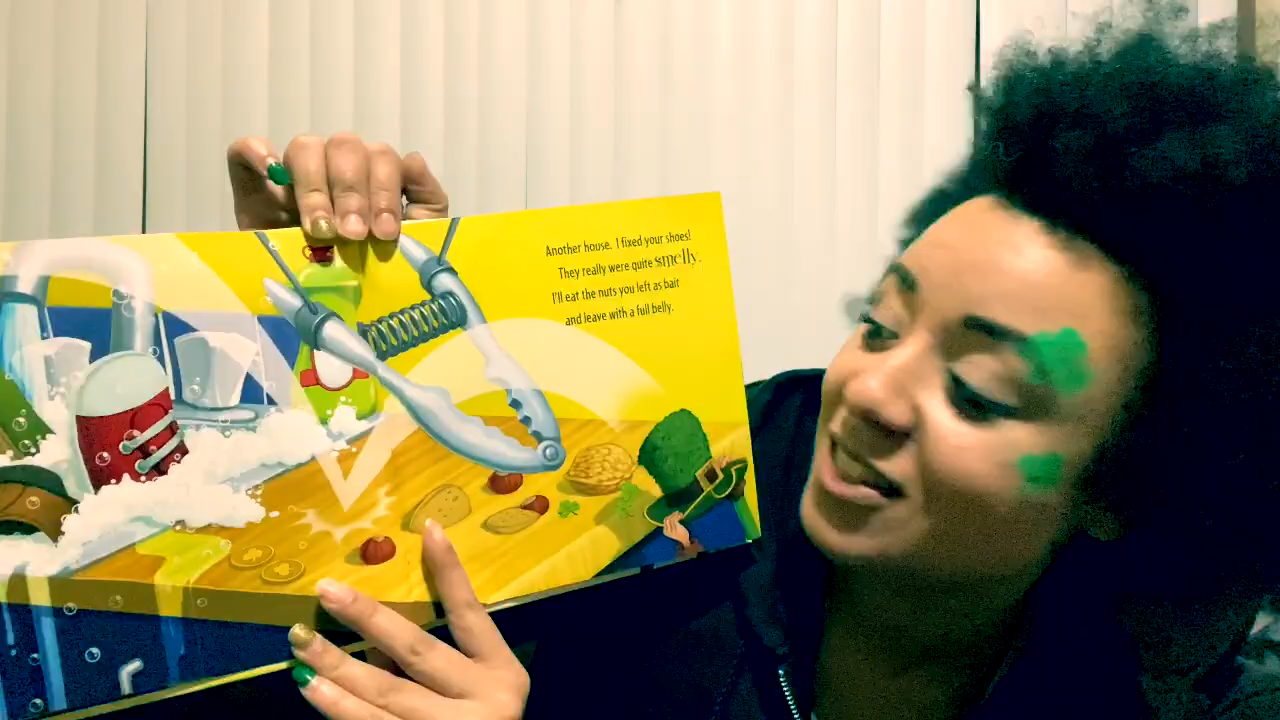 Another house. I fixed your shoes!
They really were quite smelly.
I'll eat the nuts you left as bait
and leave with a full belly.